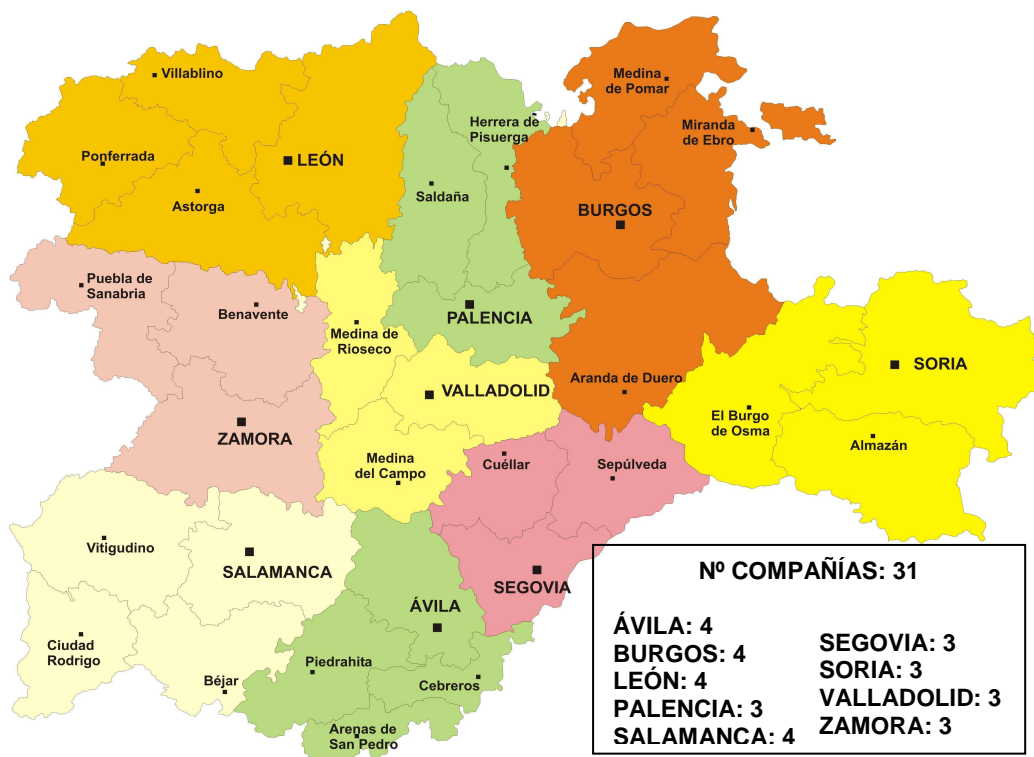 Villablino
Ponferrada
LEÓN
Astorga
Saldaña
Herrera de
Pisuerga
Medina
de Pomar
Miranda
de Ebro
BURGOS
Puebla de
Sanabria
Benavente
Medina de
Rioseco
PALENCIA
VALLADOLID
Aranda de Duero
SORIA
El Burgo
de Osma
Almazán
ZAMORA
Medina
del Campo
Cuéllar
Sepúlveda
Vitigudino
SALAMANCA
SEGOVIA
ÁVILA
Ciudad
Rodrigo
Béjar
Piedrahita
Cebreros
Arenas de
San Pedro
Nº COMPAÑÍAS: 31
ÁVILA: 4
BURGOS: 4
LEÓN: 4
PALENCIA: 3
SALAMANCA: 4
SEGOVIA: 3
SORIA: 3
VALLADOLID: 3
ZAMORA: 3